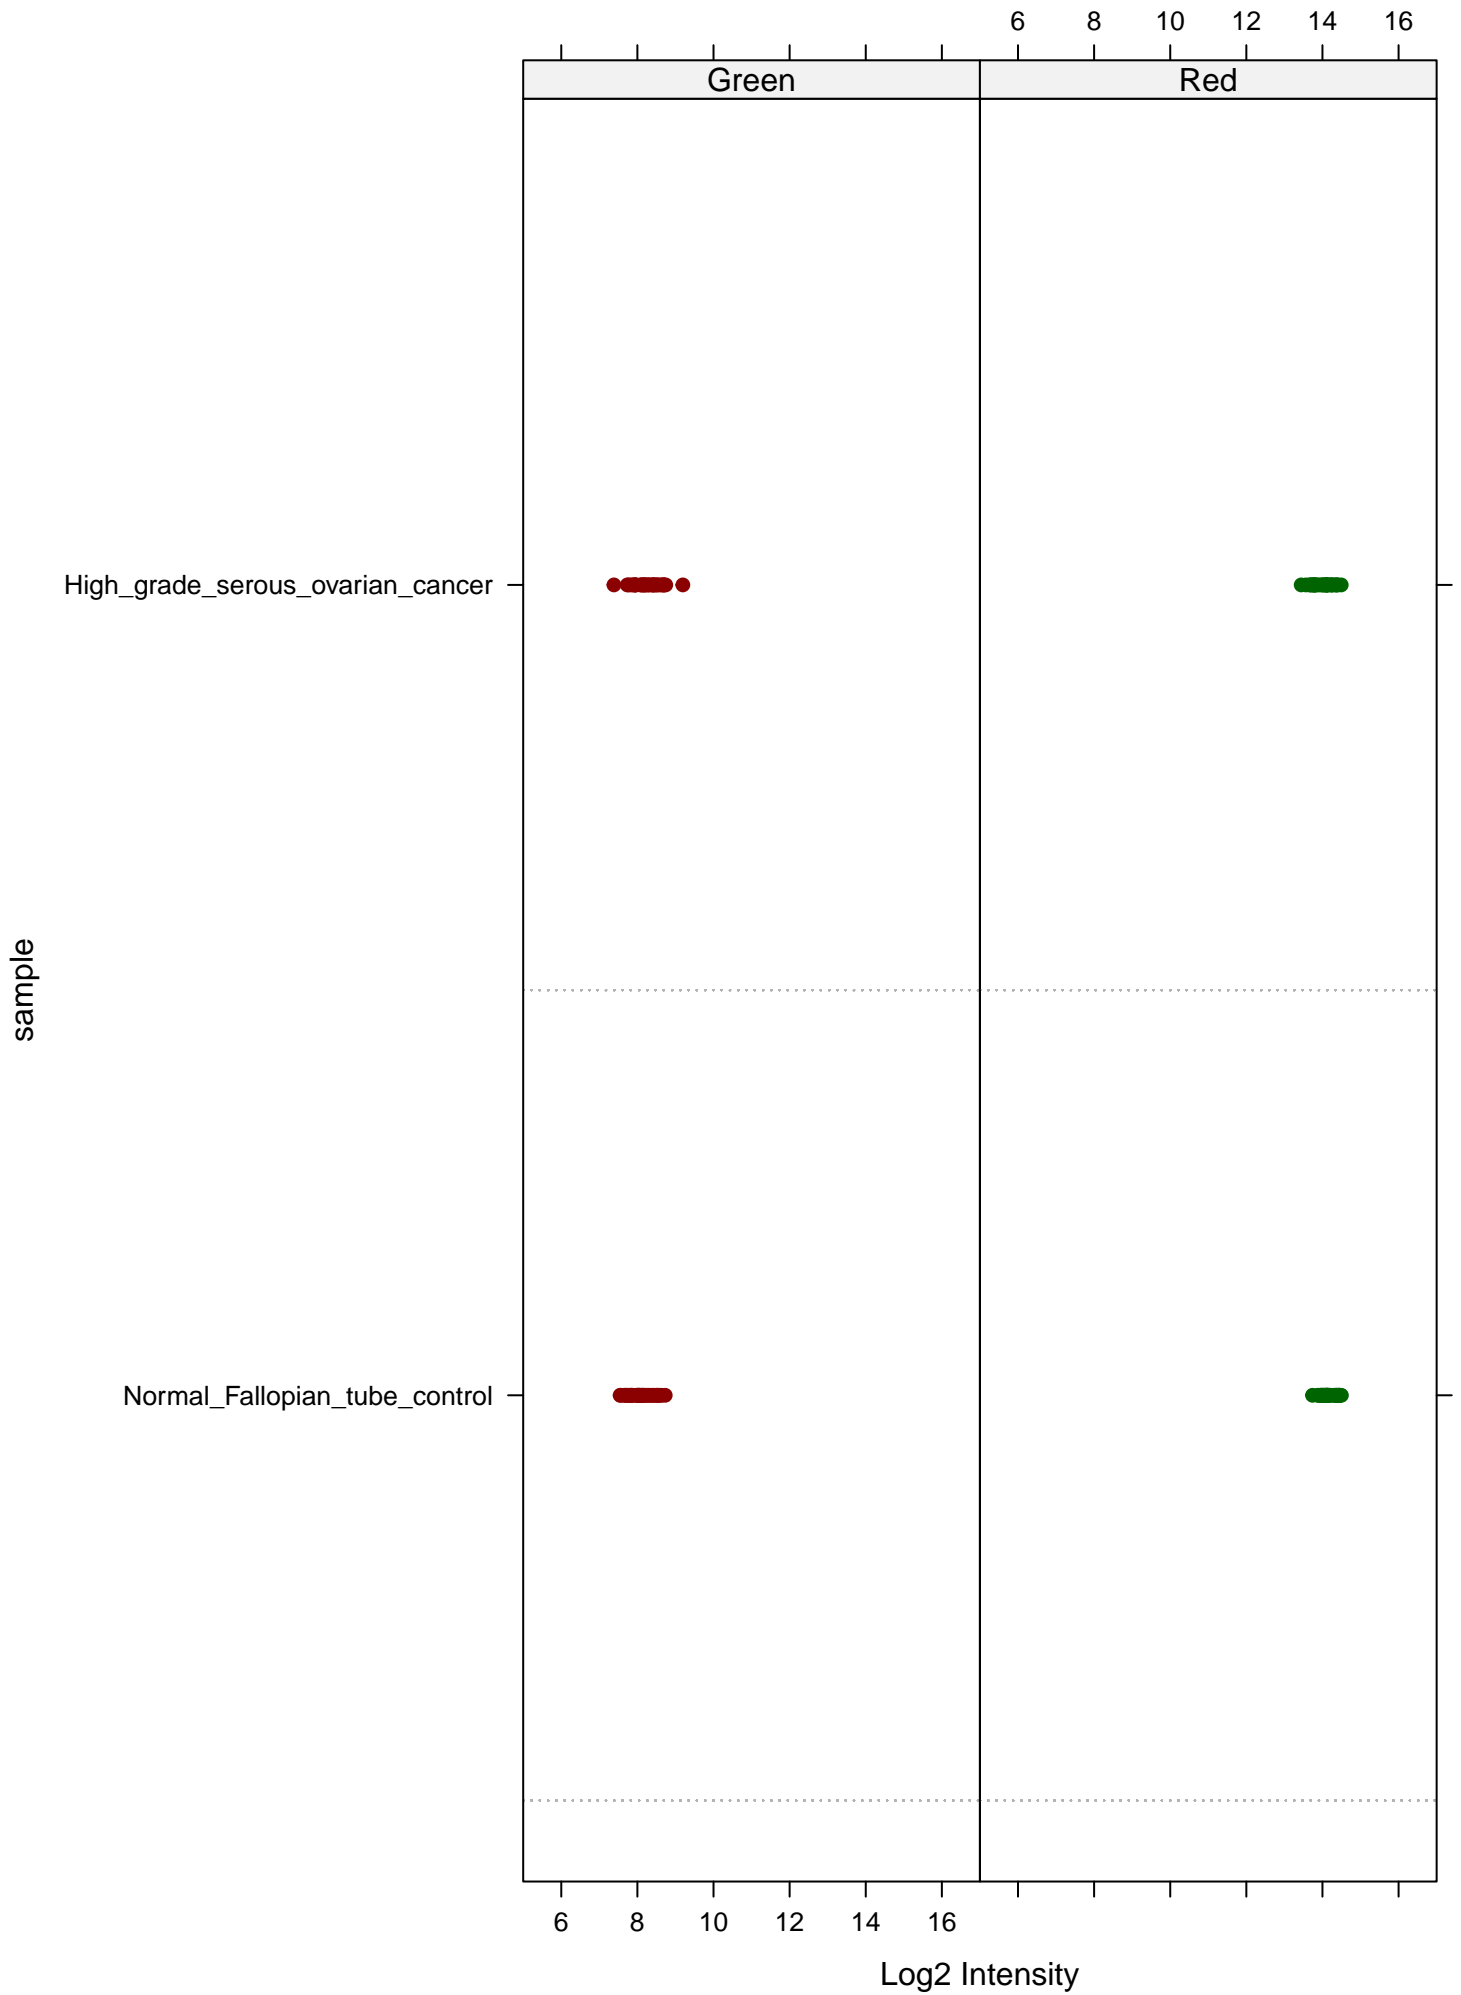 6 8 10 12 14 16
Green Red
High_grade_serous_ovarian_cancer
sample
Normal_Fallopian_tube_control
6 8 10 12 14 16
Log2 Intensity